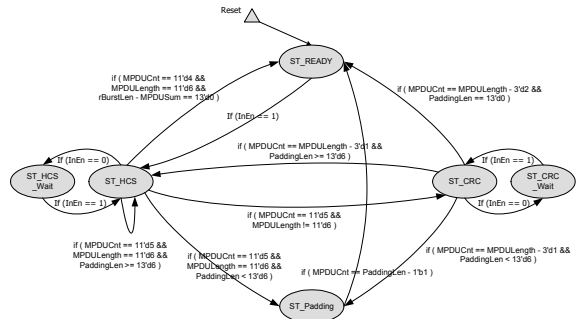 Reset
ST_READY
if ( MPDUCnt == 11'd4 &&
MPDULength == 11'd6 &&
rBurstLen - MPDUSum == 13'd0 )
if ( MPDUCnt == MPDULength - 3'd2 &&
PaddingLen == 13'd0 )
If (InEn == 1)
if ( MPDUCnt == MPDULength - 3'd1 &&
PaddingLen >= 13'd6 )
If (InEn == 0)
If (InEn == 1)
ST_HCS
_Wait
ST_HCS
ST_CRC
ST_CRC
_Wait
If (InEn == 1)
If (InEn == 0)
if ( MPDUCnt == 11'd5 &&
MPDULength != 11'd6 )
if ( MPDUCnt == 11'd5 &&
MPDULength == 11'd6 &&
PaddingLen >= 13'd6 )
if ( MPDUCnt == 11'd5 &&
MPDULength == 11'd6 &&
PaddingLen < 13'd6 )
if ( MPDUCnt == MPDULength - 3'd1 &&
PaddingLen < 13'd6 )
if ( MPDUCnt == PaddingLen - 1'b1 )
ST_Padding